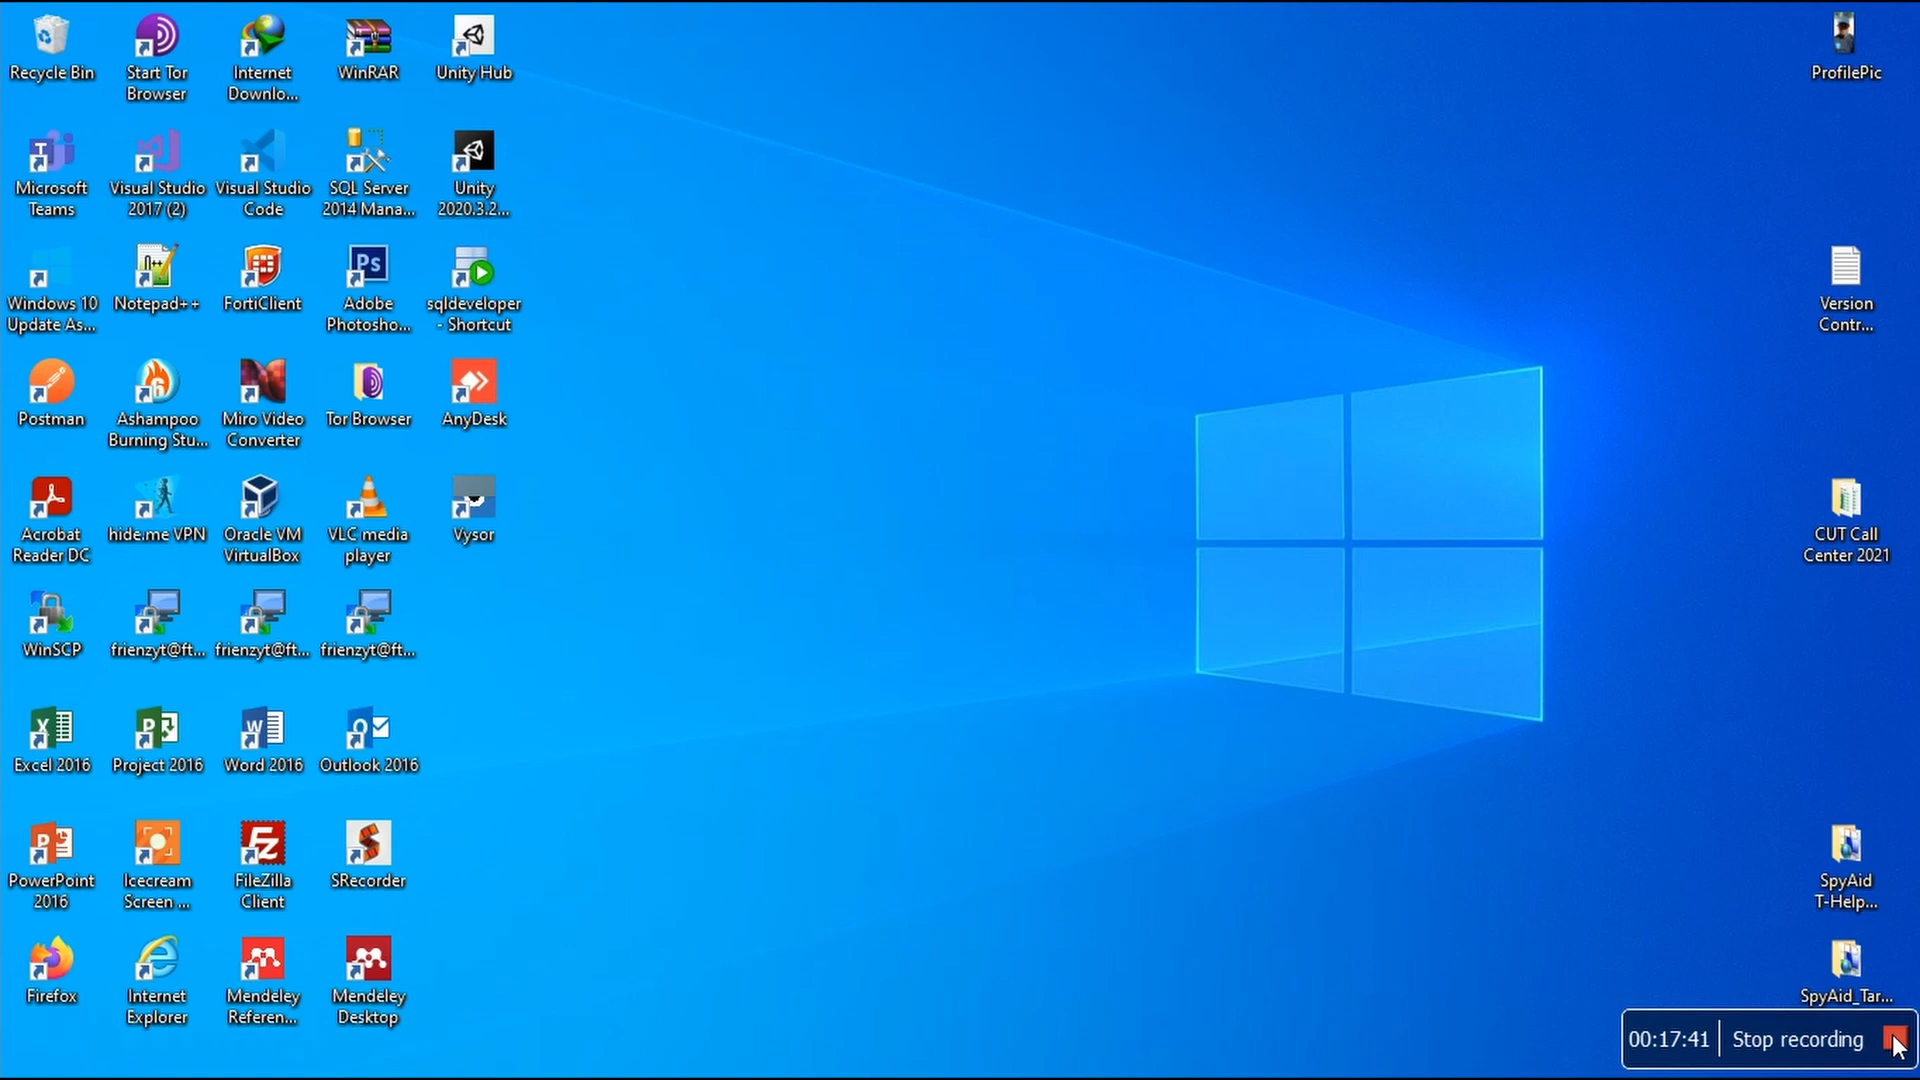 Recycle Bin
Start Tor
Browser
Internet
Downlo...
WinRAR
Unity Hub
ProfilePic
Microsoft
Teams
Visual Studio
2017 (2)
Visual Studio
Code
SQL Server
2014 Mana...
Unity
2020.3.2...
Windows 10
Update As...
Notepad++
FortiClient
Adobe
Photosho...
sqldeveloper
- Shortcut
Version
Contr...
Postman
Ashampoo
Burning Stu...
Miro Video
Converter
Tor Browser
AnyDesk
Acrobat
Reader DC
hide.me VPN
Oracle VM
VirtualBox
VLC media
player
Vysor
CUT Call
Center 2021
WinSCP
frienzyt@ft...
frienzyt@ft...
frienzyt@ft...
Excel 2016
Project 2016
Word 2016
Outlook 2016
PowerPoint
2016
Icecream
Screen ...
FileZilla
Client
SRecorder
SpyAid
T-Help...
Firefox
Internet
Explorer
Mendeley
Referen...
Mendeley
Desktop
SpyAid_Tar...
00:17:41 Stop recording